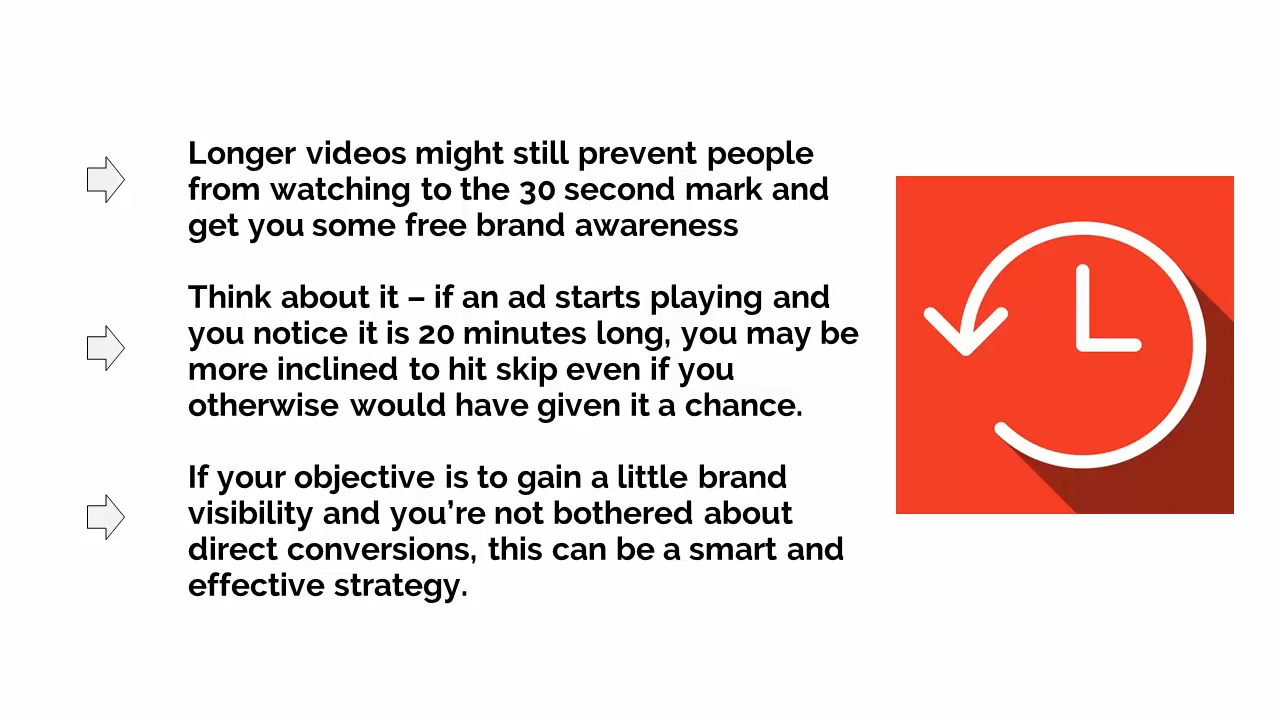 Longer videos might still prevent people
from watching to the 30 second mark and
get you some free brand awareness
Think about it – if an ad starts playing and
you notice it is 20 minutes long, you may be
more inclined to hit skip even if you
otherwise would have given it a chance.
If your objective is to gain a little brand
visibility and you’re not bothered about
direct conversions, this can be a smart and
effective strategy.